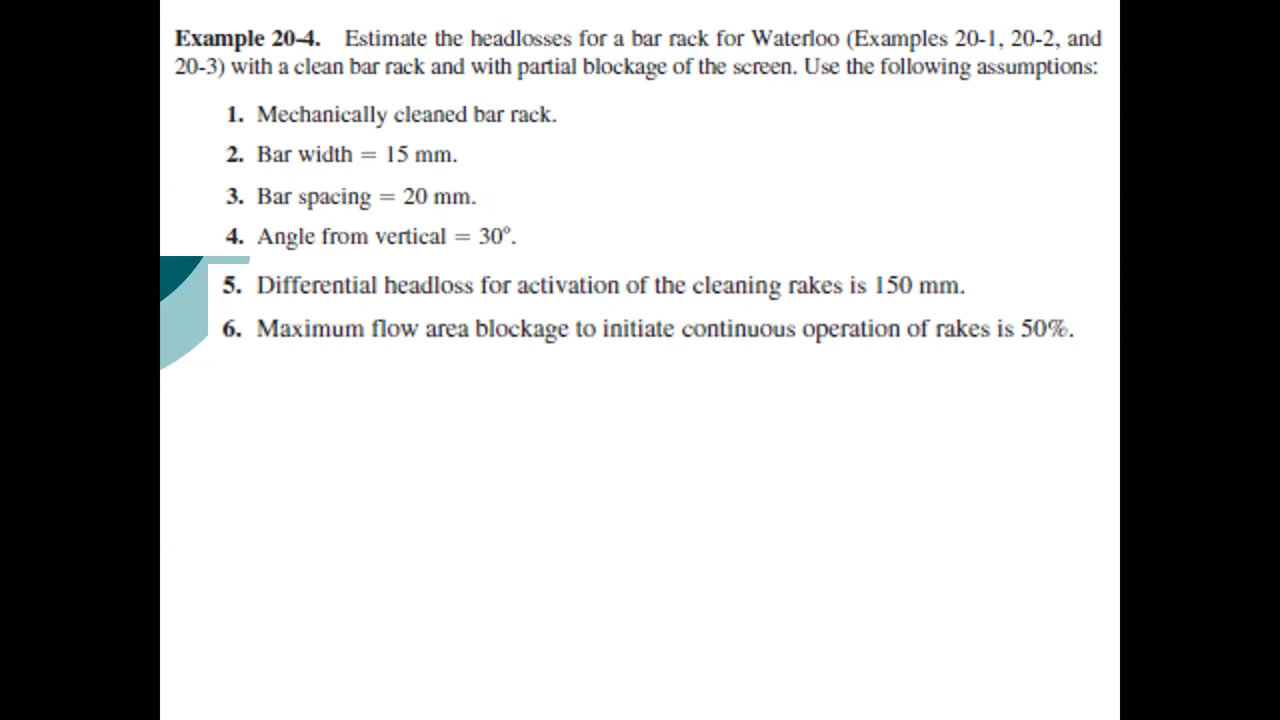 Example 20-4. Estimate the headlosses for a bar rack for Waterloo (Examples 20-1, 20-2, and
20-3) with a clean bar rack and with partial blockage of the screen. Use the following assumptions:
1. Mechanically cleaned bar rack.
2. Bar width = 15 mm.
3. Bar spacing = 20 mm.
4. Angle from vertical = 30°.
5. Differential headloss for activation of the cleaning rakes is 150 mm.
6. Maximum flow area blockage to initiate continuous operation of rakes is 50%.